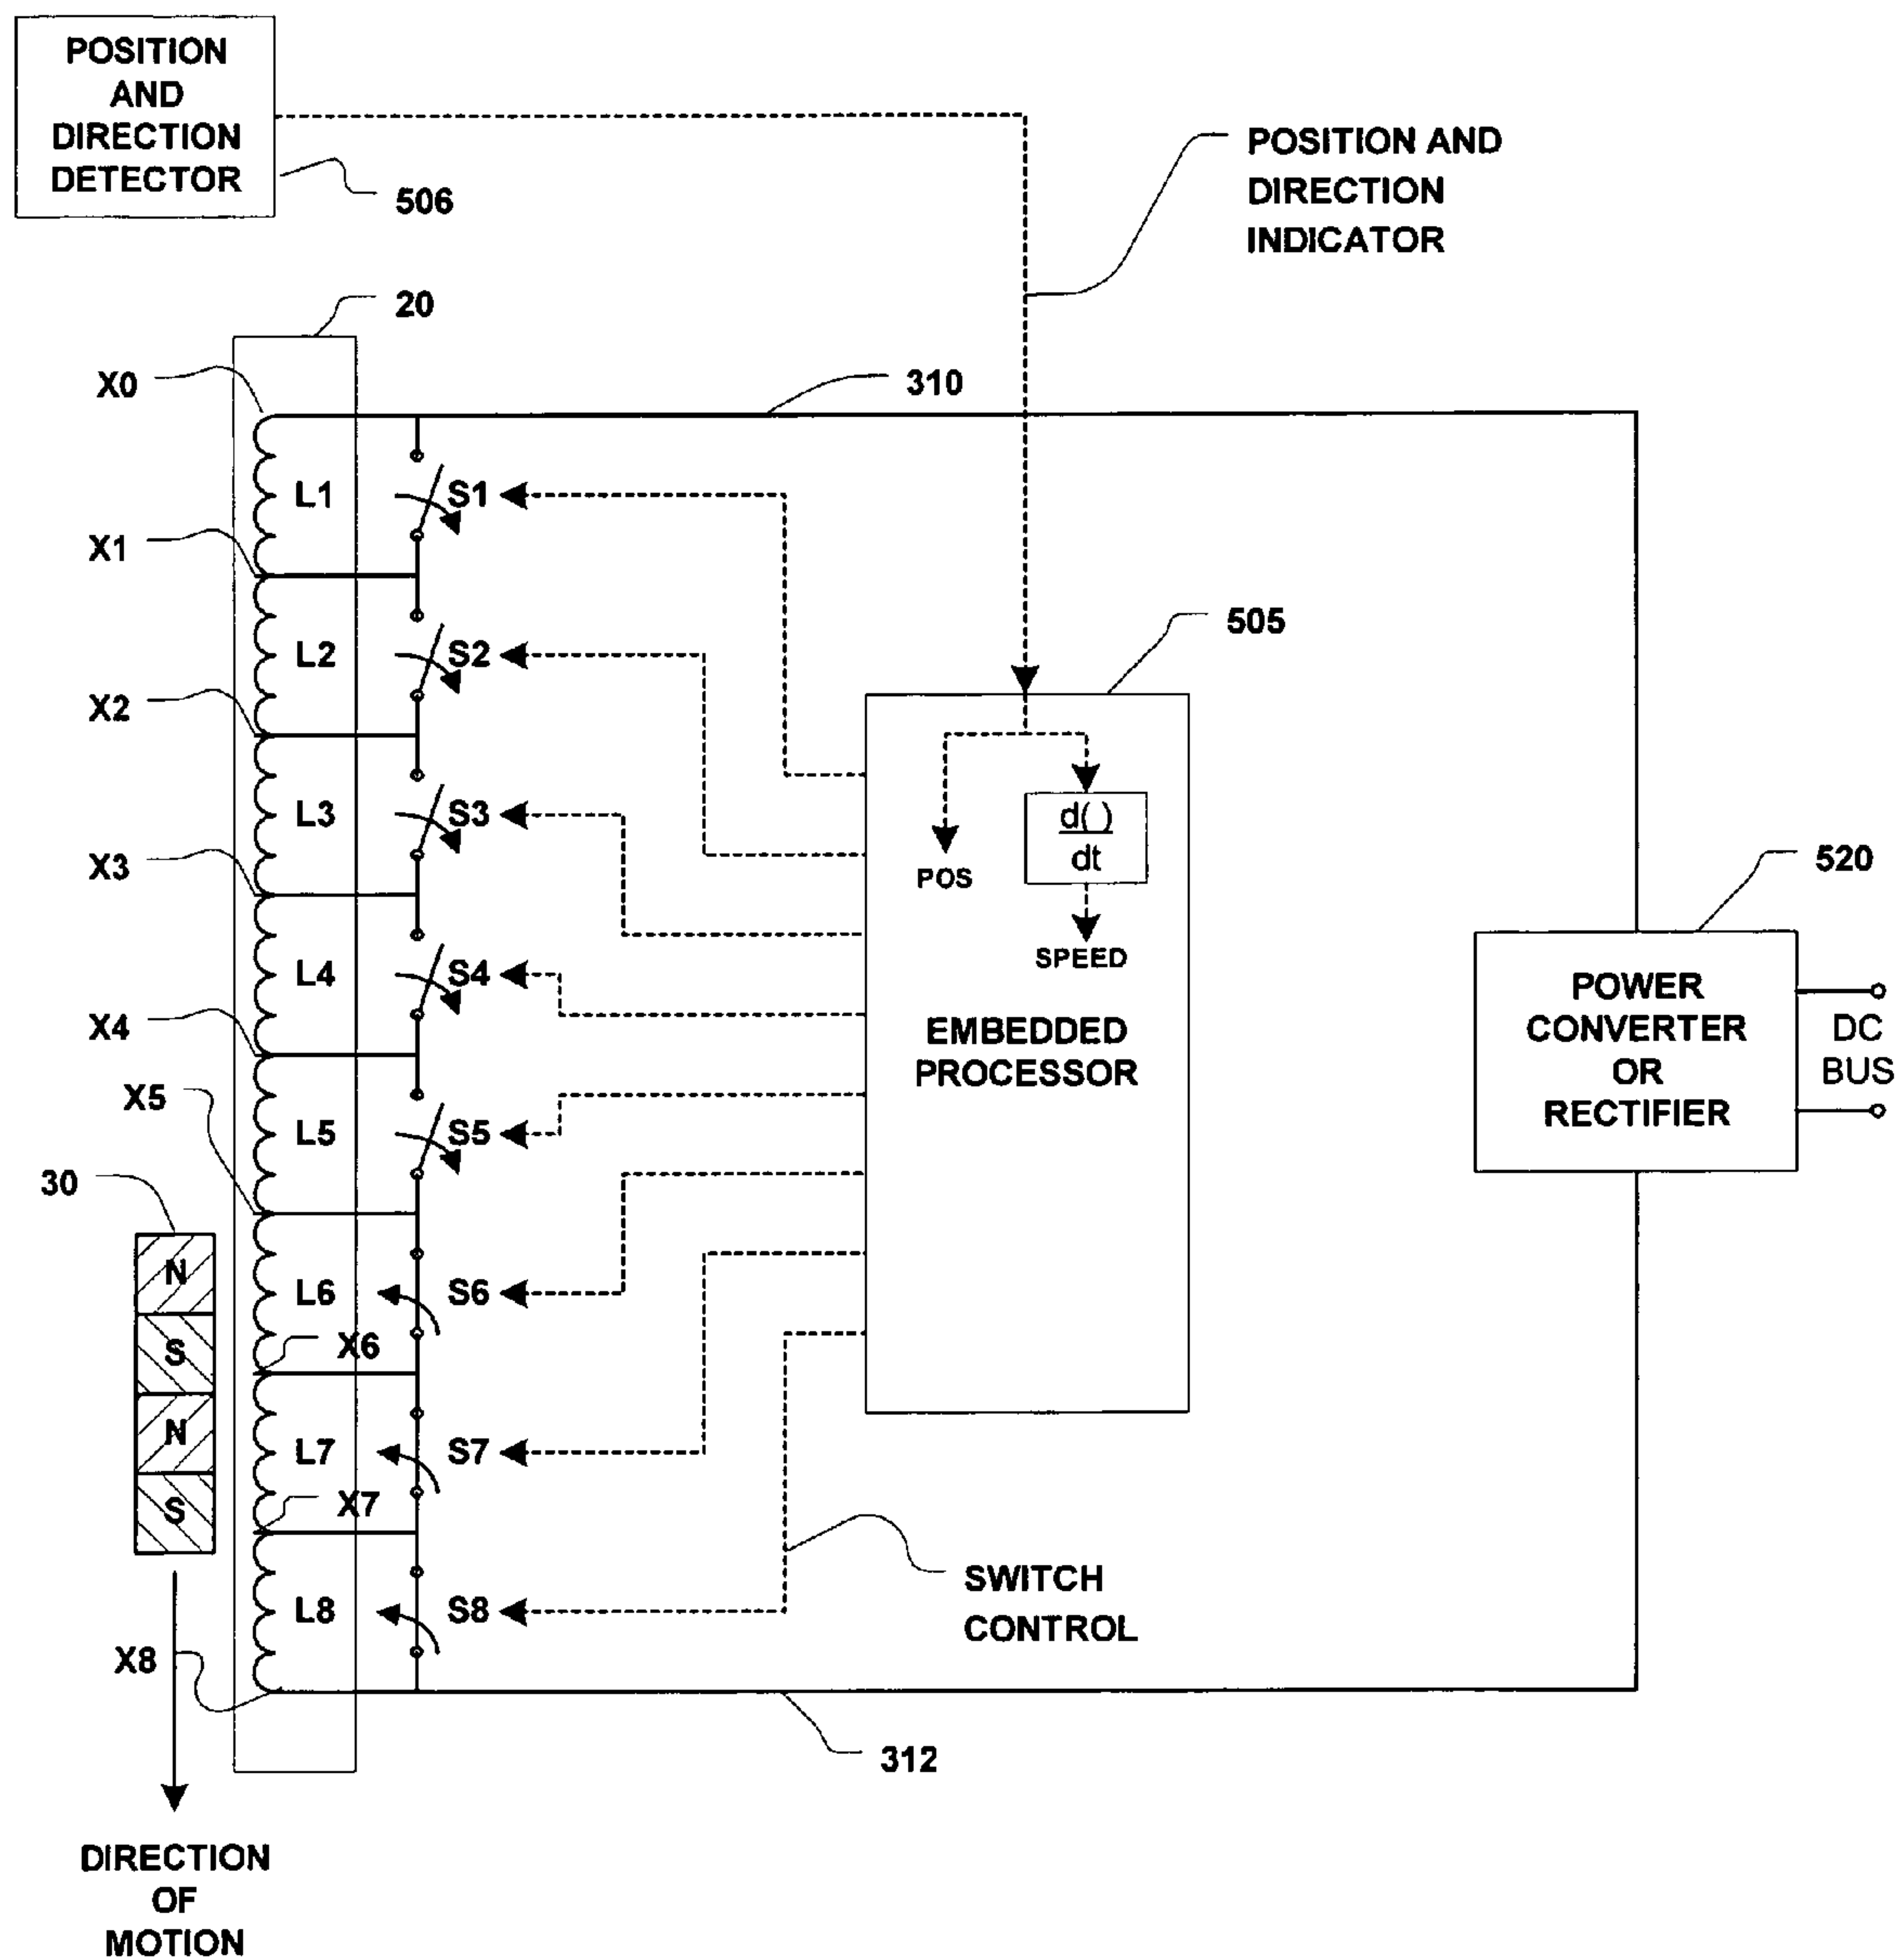 POSITION
AND
DIRECTION
DETECTOR
506
POSITION AND
DIRECTION
INDICATOR
20
X0
310
L1
S1
X1
505
L2
S2
X2
L3
S3
d( )
dt
POS
X3
520
SPEED
L4
S4
POWER
CONVERTER
OR
RECTIFIER
DC
BUS
X4
EMBEDDED
PROCESSOR
X5
L5
S5
30
N
L6
S6
S
X6
N
L7
S7
X7
S
SWITCH
CONTROL
L8
S8
X8
312
DIRECTION
OF
MOTION